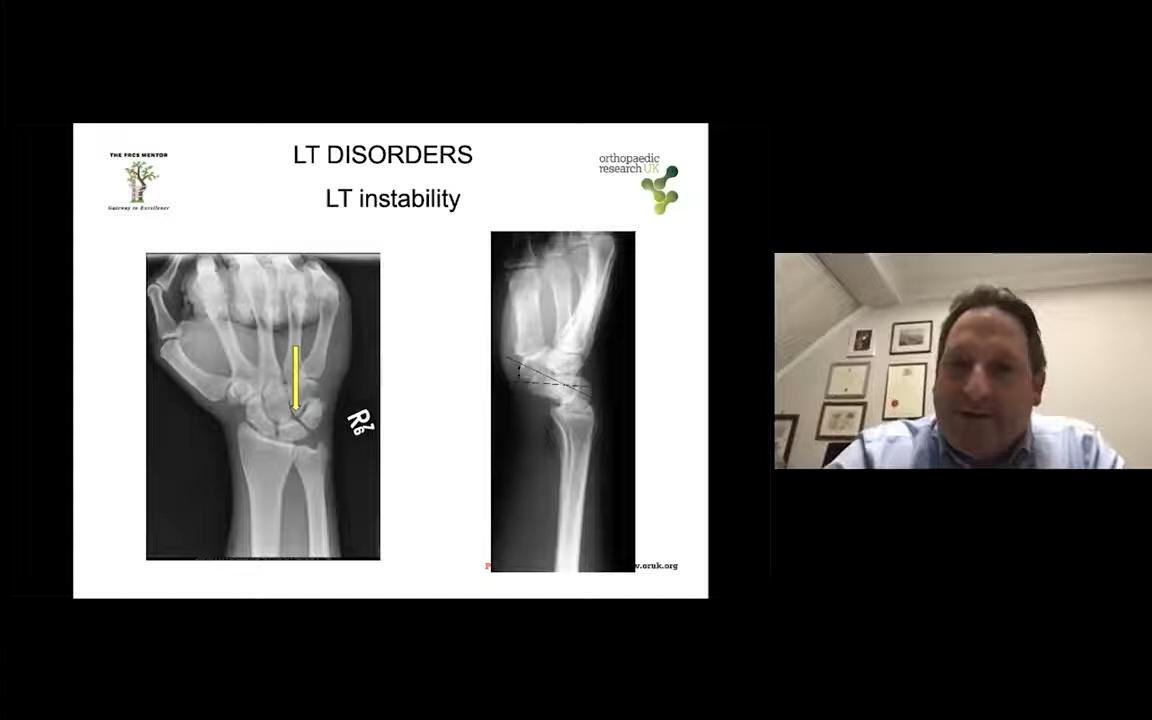 LT DISORDERS
LT instability
THE FRCS MENTOR
Gateway to Excellence
orthopaedic
research UK
R
P
w.oruk.org